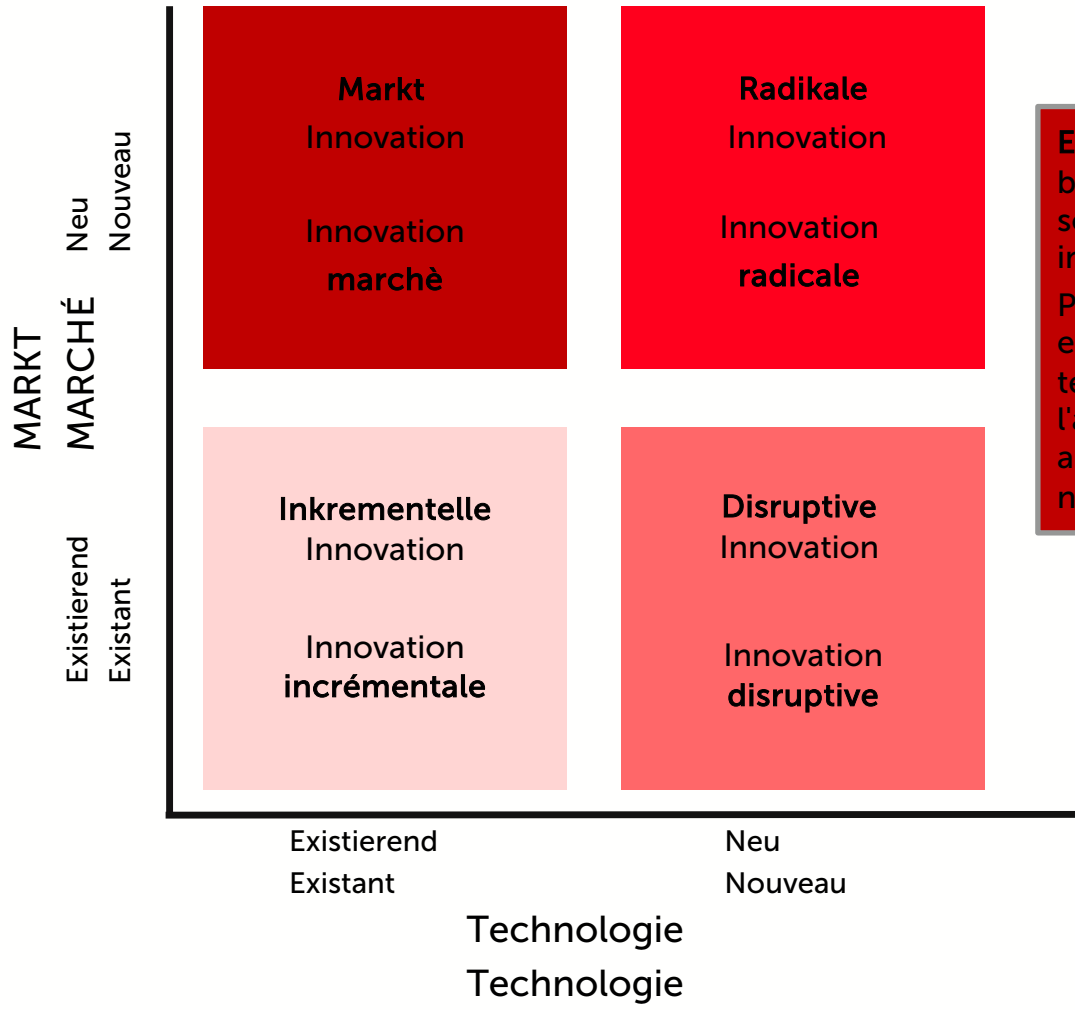 Markt
Innovation
Innovation
marchè
Radikale
Innovation
Innovation
radicale
Inkrementelle
Innovation
Innovation
incrémentale
Disruptive
Innovation
Innovation
disruptive
MARKT
MARCHÉ
Neu
Nouveau
Existierend
Existant
Existierend
Existant
Neu
Nouveau
Technologie
Technologie